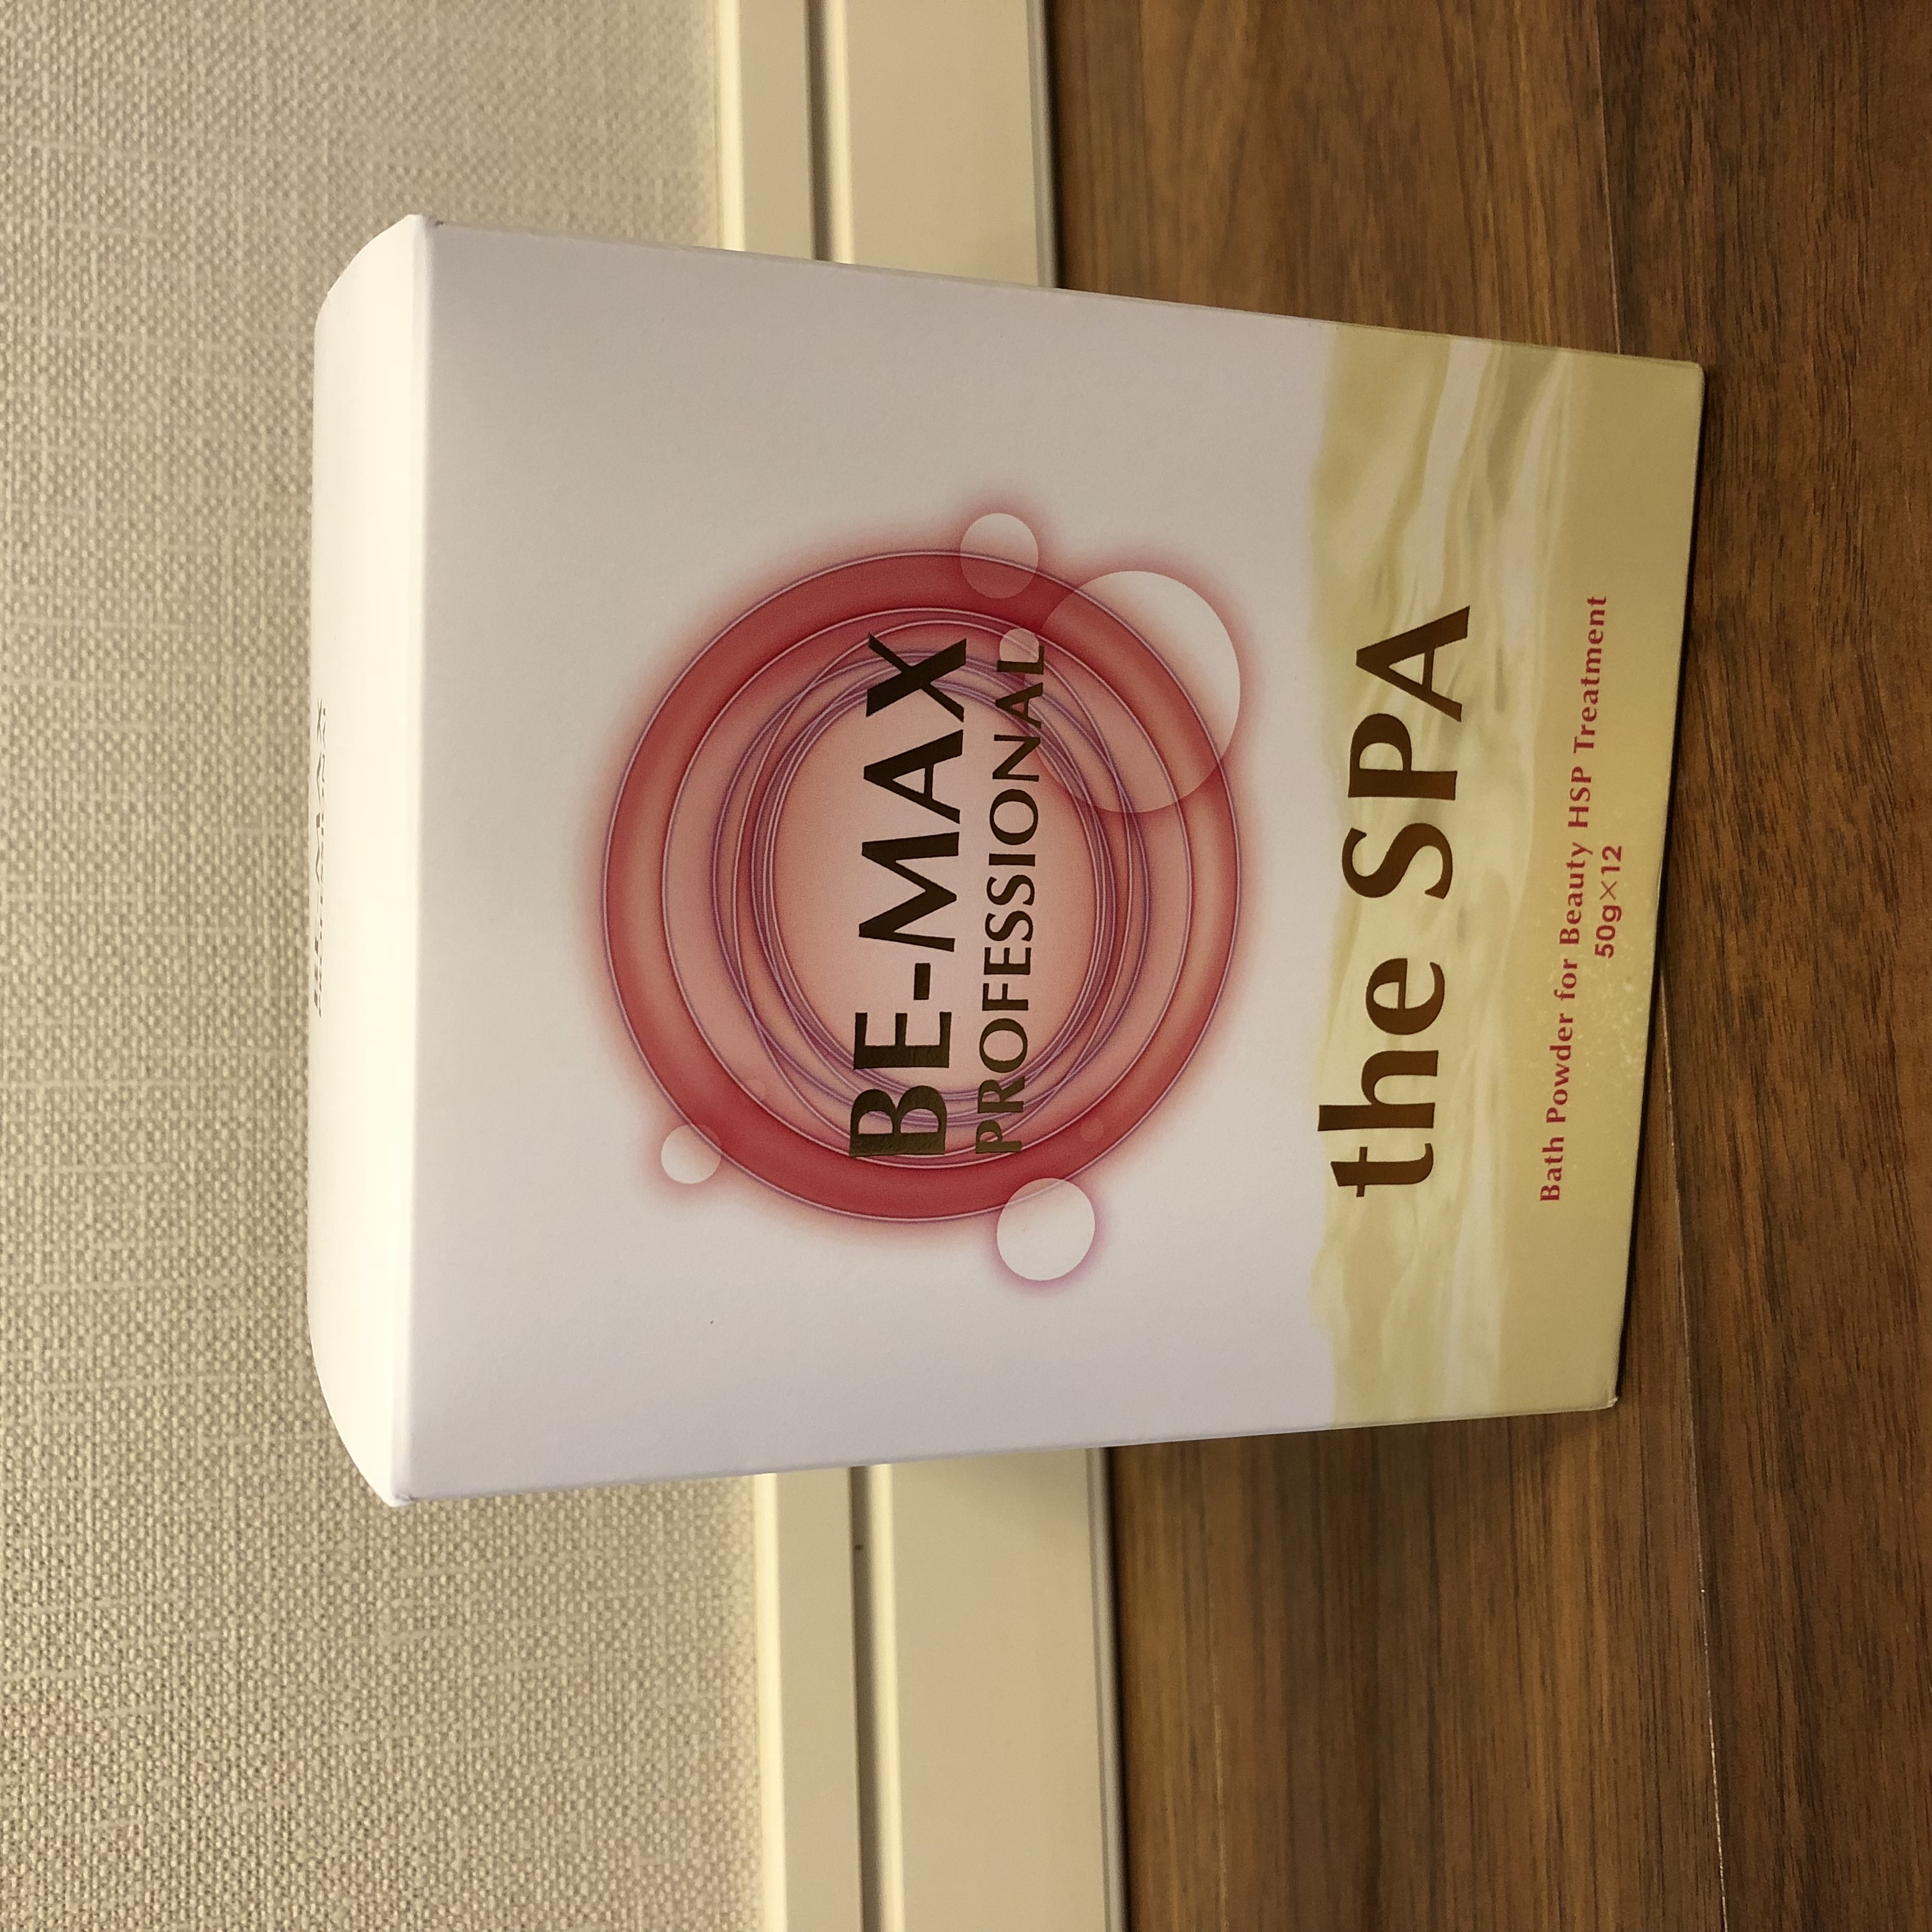 BE-MAX
PROFESSIONAL
the SPA
Bath Powder for Beauty HSP Treatment
50g×12